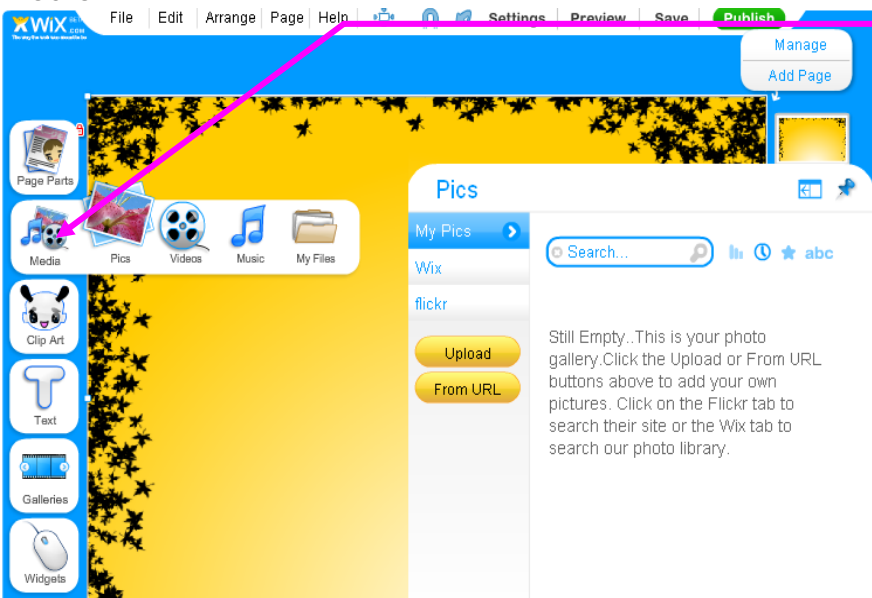 WiX BETA
.COM
File Edit Arrange Page Help Settings Preview Save Publish
Manage
Add Page
Page Parts
Media
Pics Videos Music My Files
Clip Art
Text
Galleries
Widgets
Pics
My Pics
Wix
flickr
Upload
From URL
Search... abc
Still Empty..This is your photo
gallery.Click the Upload or From URL
buttons above to add your own
pictures. Click on the Flickr tab to
search their site or the Wix tab to
search our photo library.